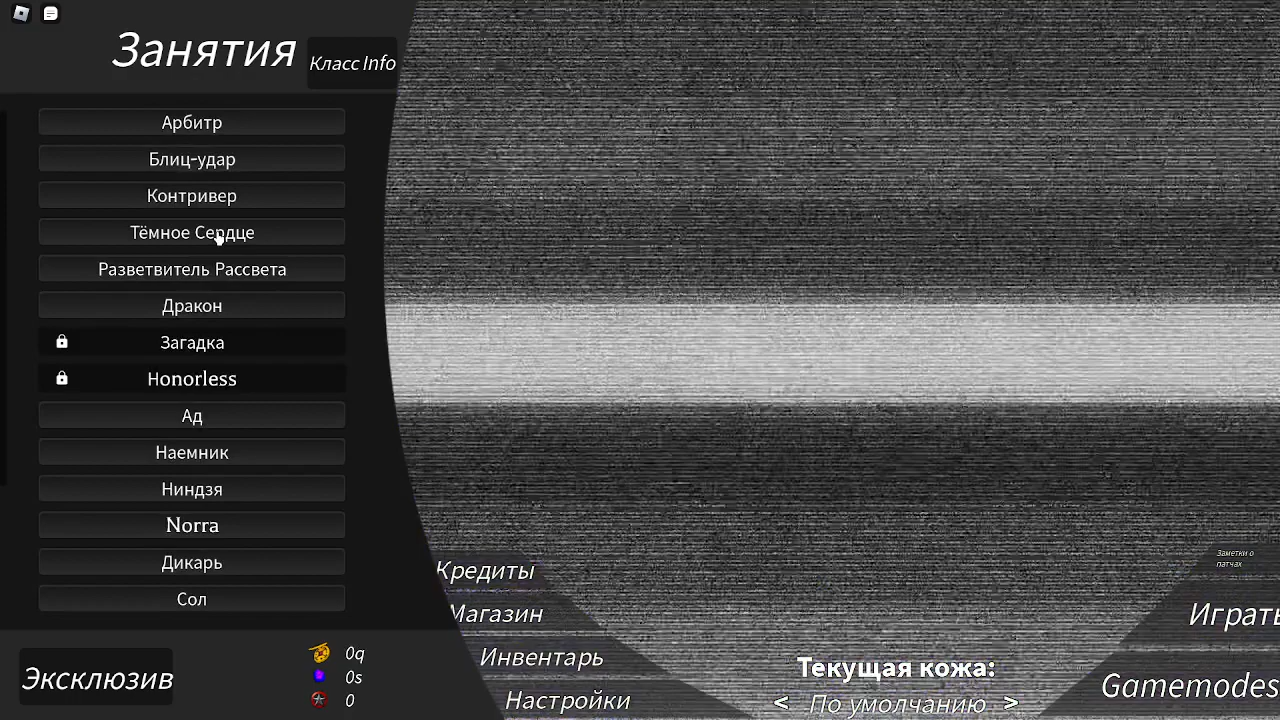 Занятия
Класс Info
Арбитр
Блиц-удар
Контривер
Тёмное Сердце
Разветвитель Рассвета
Дракон
Загадка
Honorless
Ад
Наемник
Ниндзя
Norra
Дикарь
Сол
Эксклюзив
0q
0s
0
Кредиты
Магазин
Инвентарь
Настройки
Текущая кожа:
< По умолчанию >
Заметки о
патчах
Играть
Gamemodes